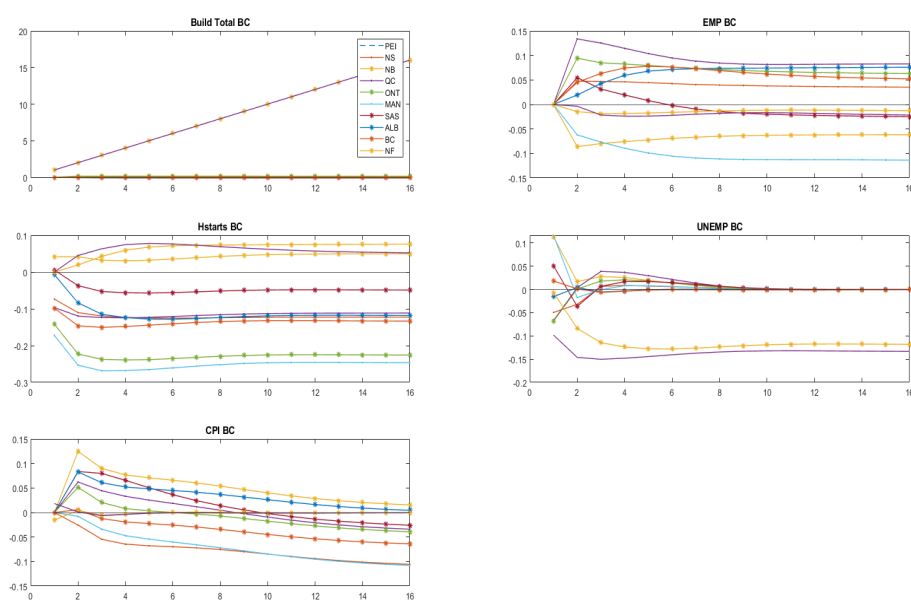 Build Total BC
20
15
10
5
0
0 2 4 6 8 10 12 14 16
PEI
NS
NB
QC
ONT
MAN
SAS
ALB
BC
NF
EMP BC
0.15
0.1
0.05
0
-0.05
-0.1
-0.15
0 2 4 6 8 10 12 14 16
Hstarts BC
0.1
0
-0.1
-0.2
-0.3
0 2 4 6 8 10 12 14 16
UNEMP BC
0.1
0.05
0
-0.05
-0.1
-0.15
-0.2
0 2 4 6 8 10 12 14 16
CPI BC
0.15
0.1
0.05
0
-0.05
-0.1
-0.15
0 2 4 6 8 10 12 14 16